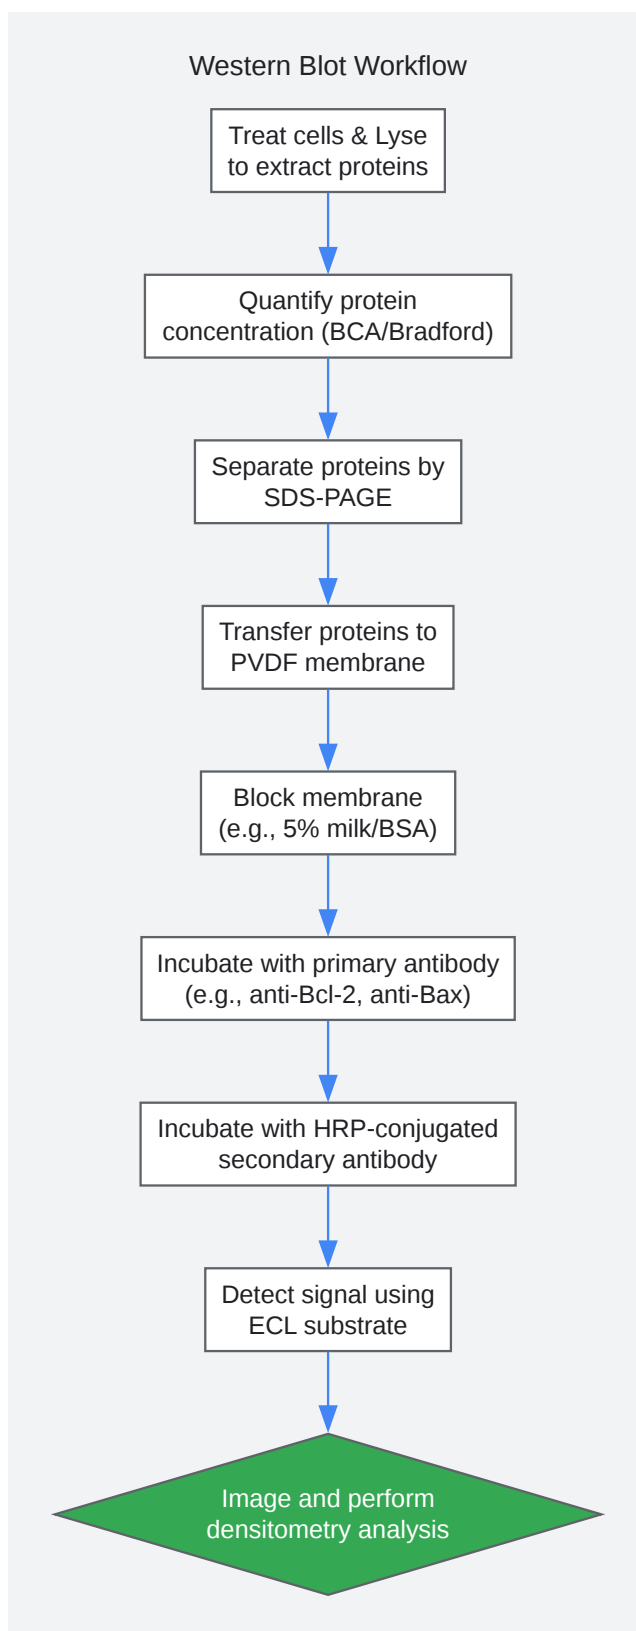 Western Blot Workflow
Treat cells & Lyse
to extract proteins
Quantify protein
concentration (BCA/Bradford)
Separate proteins by
SDS-PAGE
Transfer proteins to
PVDF membrane
Block membrane
(e.g., 5% milk/BSA)
Incubate with primary antibody
(e.g., anti-Bcl-2, anti-Bax)
Incubate with HRP-conjugated
secondary antibody
Detect signal using
ECL substrate
Image and perform
densitometry analysis